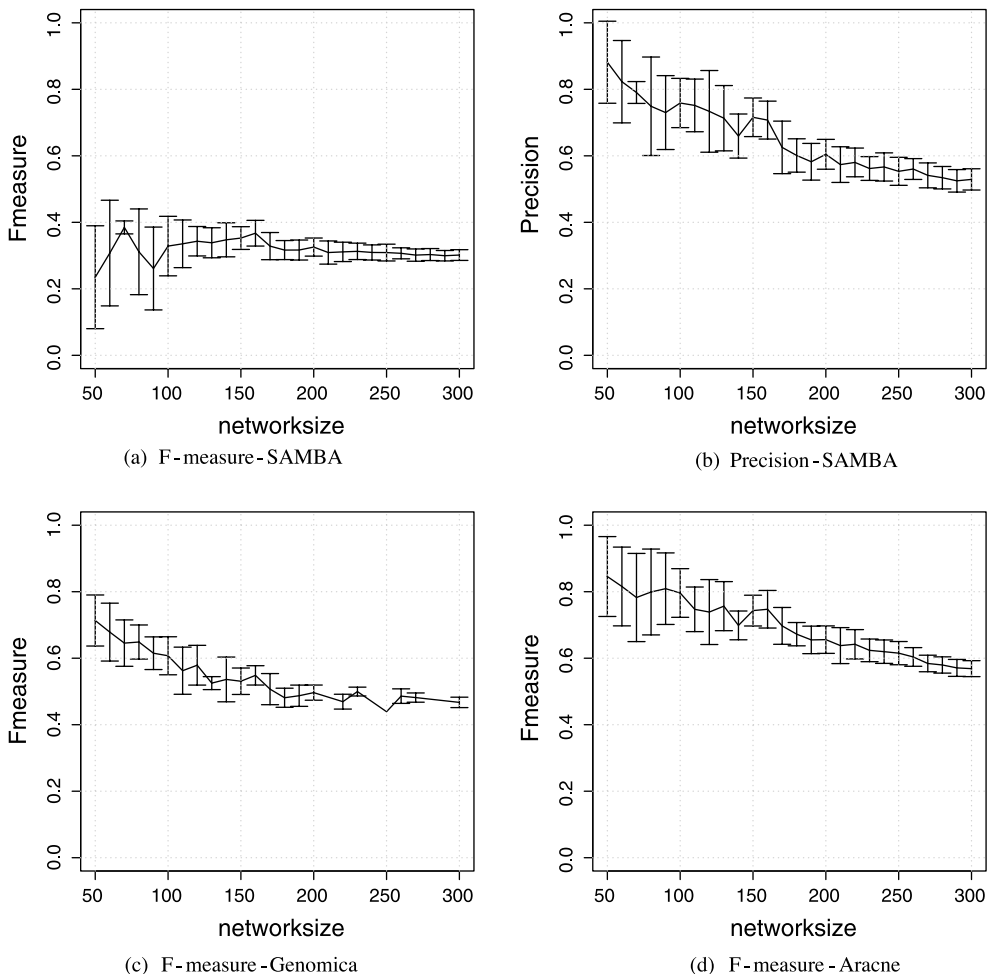 Fmeasure
0.0 0.2 0.4 0.6 0.8 1.0
50 100 150 200 250 300
networksize
(a) F-measure-SAMBA
Precision
0.0 0.2 0.4 0.6 0.8 1.0
50 100 150 200 250 300
networksize
(b) Precision-SAMBA
Fmeasure
0.0 0.2 0.4 0.6 0.8 1.0
50 100 150 200 250 300
networksize
(c) F-measure-Genomica
Fmeasure
0.0 0.2 0.4 0.6 0.8 1.0
50 100 150 200 250 300
networksize
(d) F-measure-Aracne